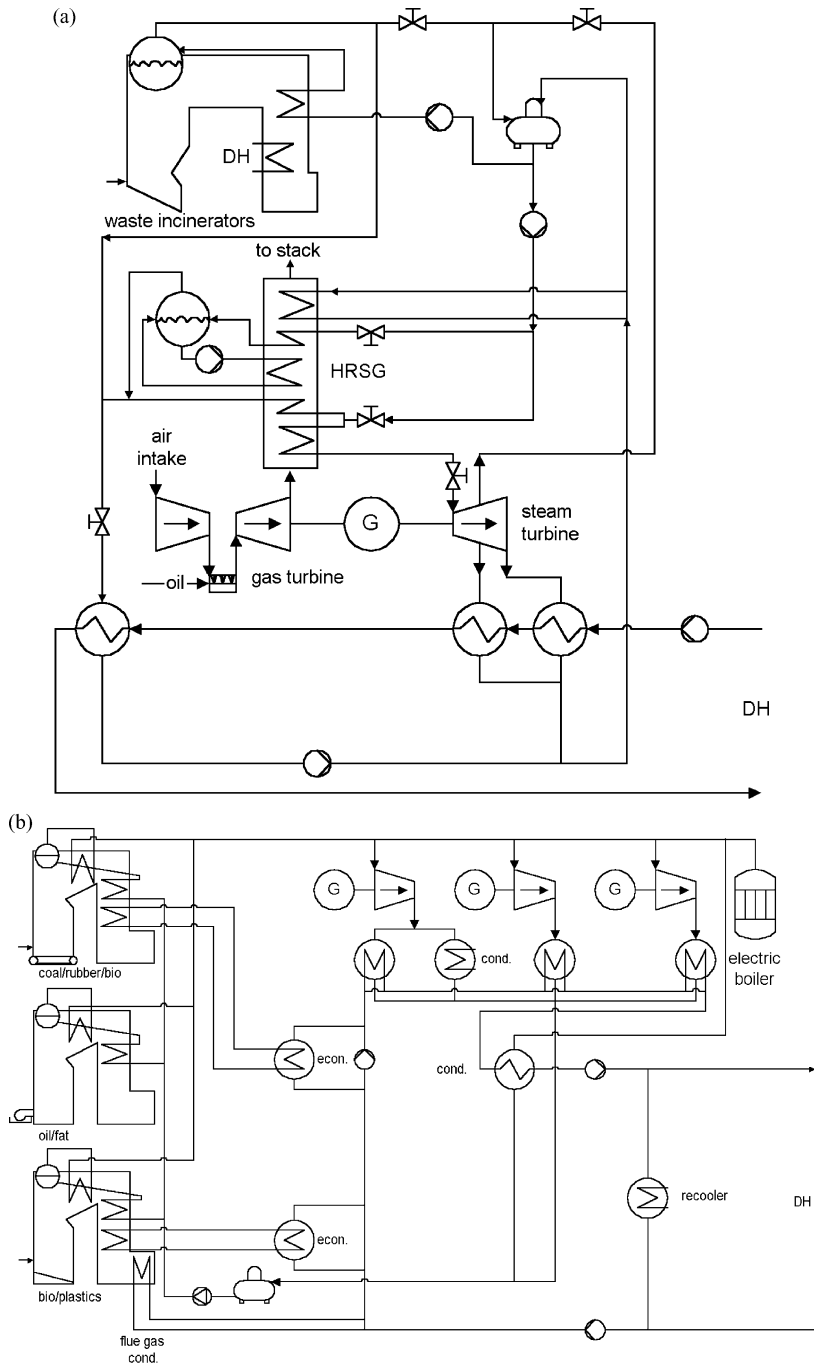 (a)
DH
waste incinerators
to stack
HRSG
air
intake
G
steam
turbine
oil
gas turbine
DH
(b)
G
G
G
coal/rubber/bio
cond.
electric
boiler
econ.
cond.
oil/fat
recooler
DH
econ.
bio/plastics
flue gas
cond.